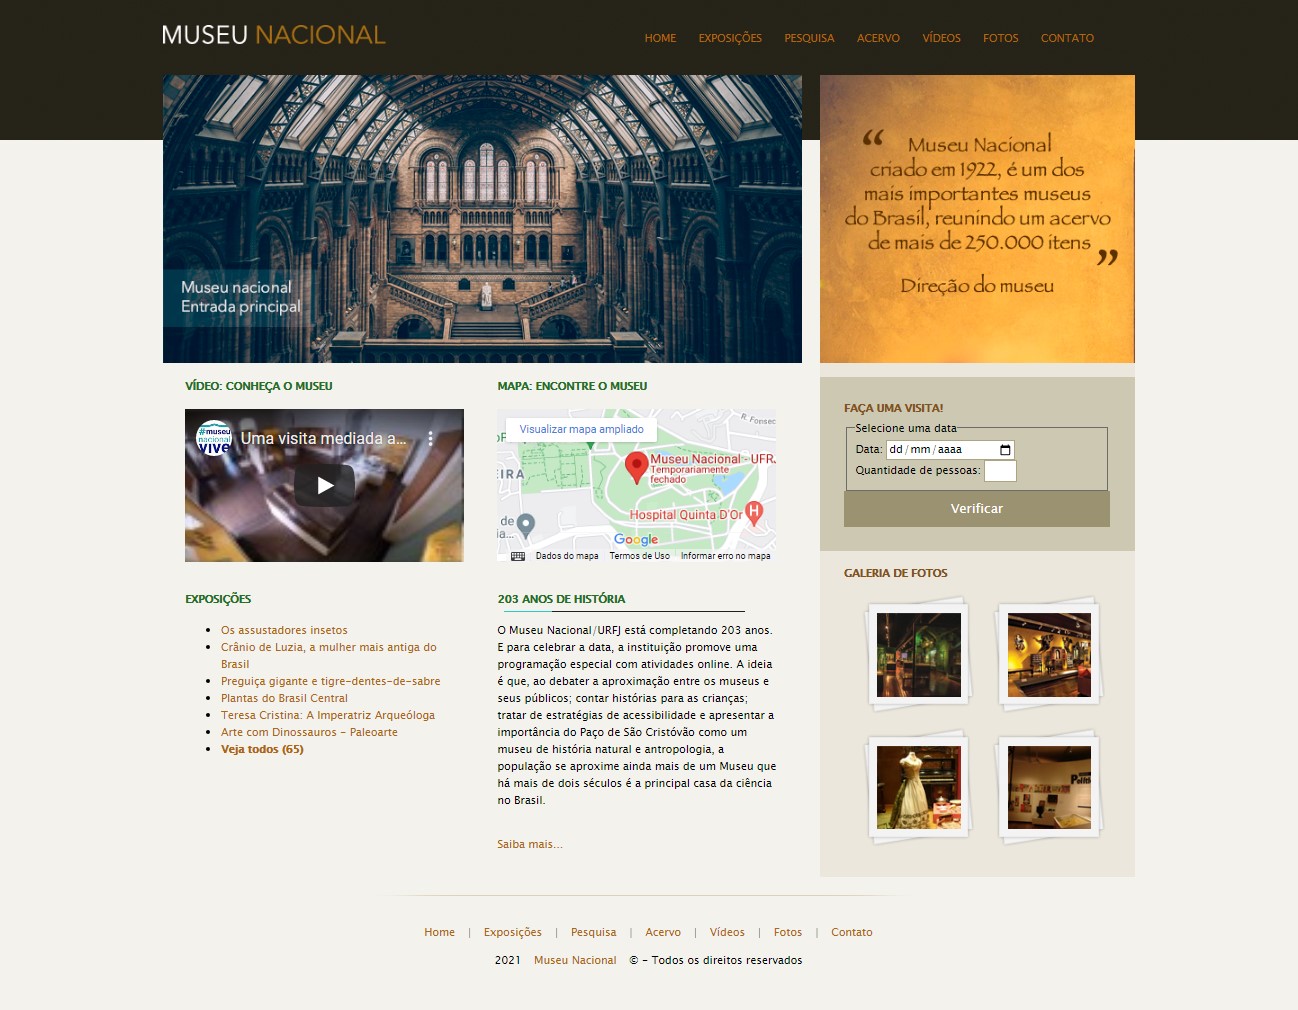 MUSEU NACIONAL
HOME EXPOSIÇÕES PESQUISA ACERVO VÍDEOS FOTOS CONTATO
Museu nacional
Entrada principal
“ Museu Nacional
criado em 1922, é um dos
mais importantes museus
do Brasil, reunindo um acervo
de mais de 250.000 itens ”
Direção do museu
VÍDEO: CONHEÇA O MUSEU
#museu
nacional
vive
Uma visita mediada a...
MAPA: ENCONTRE O MUSEU
Visualizar mapa ampliado
R. Fonsec
Museu Nacional - UFRJ
Temporariamente
fechado
EIRA
Hospital Quinta D'Or
de
ia...
Google
Dados do mapa Termos de Uso Informar erro no mapa
FAÇA UMA VISITA!
Selecione uma data
Data: dd/mm/aaaa
Quantidade de pessoas:
Verificar
GALERIA DE FOTOS
EXPOSIÇÕES
Os assustadores insetos
Crânio de Luzia, a mulher mais antiga do
Brasil
Preguiça gigante e tigre-dentes-de-sabre
Plantas do Brasil Central
Teresa Cristina: A Imperatriz Arqueóloga
Arte com Dinossauros - Paleoarte
Veja todos (65)
203 ANOS DE HISTÓRIA
O Museu Nacional/URFJ está completando 203 anos.
E para celebrar a data, a instituição promove uma
programação especial com atividades online. A ideia
é que, ao debater a aproximação entre os museus e
seus públicos; contar histórias para as crianças;
tratar de estratégias de acessibilidade e apresentar a
importância do Paço de São Cristóvão como um
museu de história natural e antropologia, a
população se aproxime ainda mais de um Museu que
há mais de dois séculos é a principal casa da ciência
no Brasil.
Saiba mais...
Home | Exposições | Pesquisa | Acervo | Vídeos | Fotos | Contato
2021 Museu Nacional © - Todos os direitos reservados